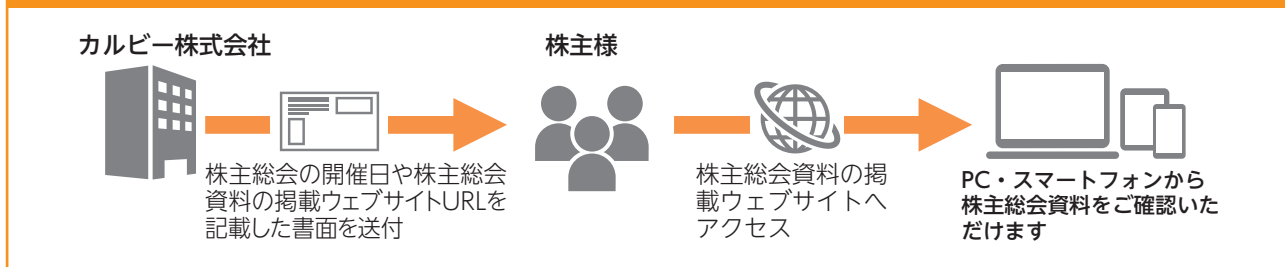 カルビー株式会社
株主様
株主総会の開催日や株主総会
資料の掲載ウェブサイトURLを
記載した書面を送付
株主総会資料の掲
載ウェブサイトへ
アクセス
PC・スマートフォンから
株主総会資料をご確認いた
だけます